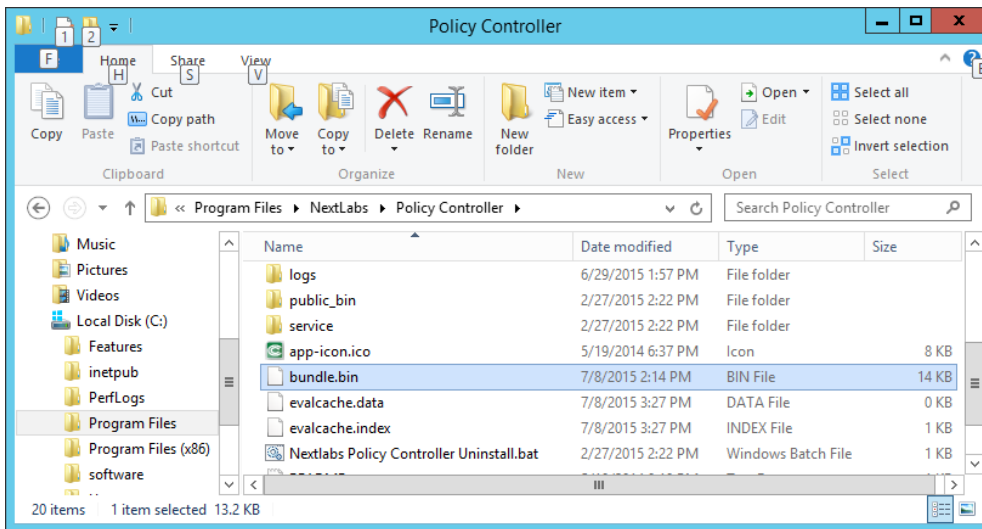 Policy Controller
1 2
F Home Share View
H S V E
Copy Paste Cut Copy path Paste shortcut
Clipboard
Move to Copy to Delete Rename
Organize
New folder New item Easy access
New
Properties Open Edit
Open
Select all Select none Invert selection
Select
« Program Files NextLabs Policy Controller Search Policy Controller
Music
Pictures
Videos
Local Disk (C:)
Features
inetpub
PerfLogs
Program Files
Program Files (x86)
software
Name Date modified Type Size
logs 6/29/2015 1:57 PM File folder
public_bin 2/27/2015 2:22 PM File folder
service 2/27/2015 2:22 PM File folder
app-icon.ico 5/19/2014 6:37 PM Icon 8 KB
bundle.bin 7/8/2015 2:14 PM BIN File 14 KB
evalcache.data 7/8/2015 3:27 PM DATA File 0 KB
evalcache.index 7/8/2015 3:27 PM INDEX File 1 KB
Nextlabs Policy Controller Uninstall.bat 2/27/2015 2:22 PM Windows Batch File 1 KB
20 items 1 item selected 13.2 KB